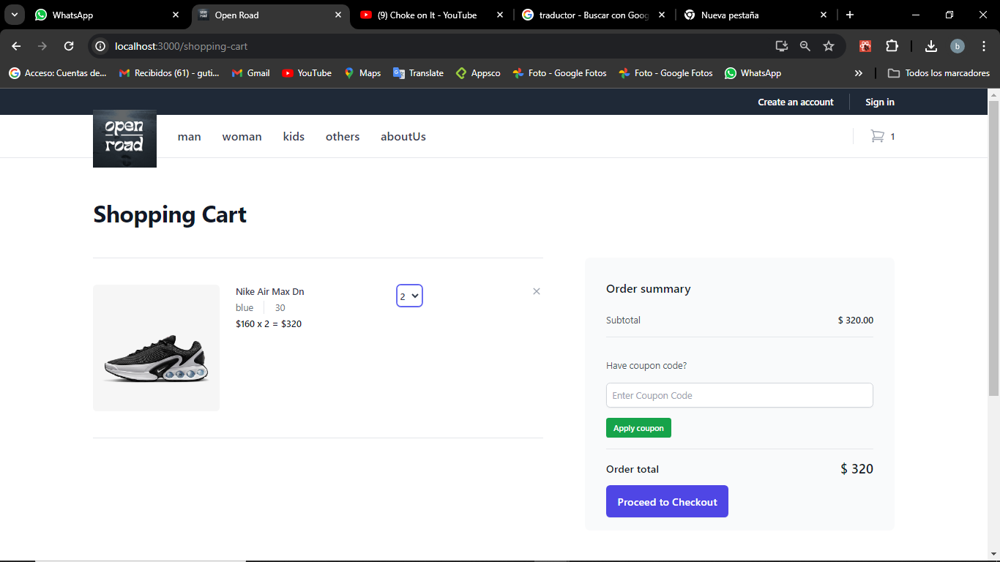 WhatsApp
Open Road
(9) Choke on It - YouTube
traductor - Buscar con Goog
Nueva pestaña
localhost:3000/shopping-cart
b
Acceso: Cuentas de...
Recibidos (61) - guti...
Gmail
YouTube
Maps
Translate
Appsco
Foto - Google Fotos
Foto - Google Fotos
WhatsApp
Todos los marcadores
Create an account
Sign in
open
road
man
woman
kids
others
aboutUs
1
Shopping Cart
Nike Air Max Dn
blue
30
$160 x 2 = $320
2
Order summary
Subtotal
$ 320.00
Have coupon code?
Enter Coupon Code
Apply coupon
Order total
$ 320
Proceed to Checkout